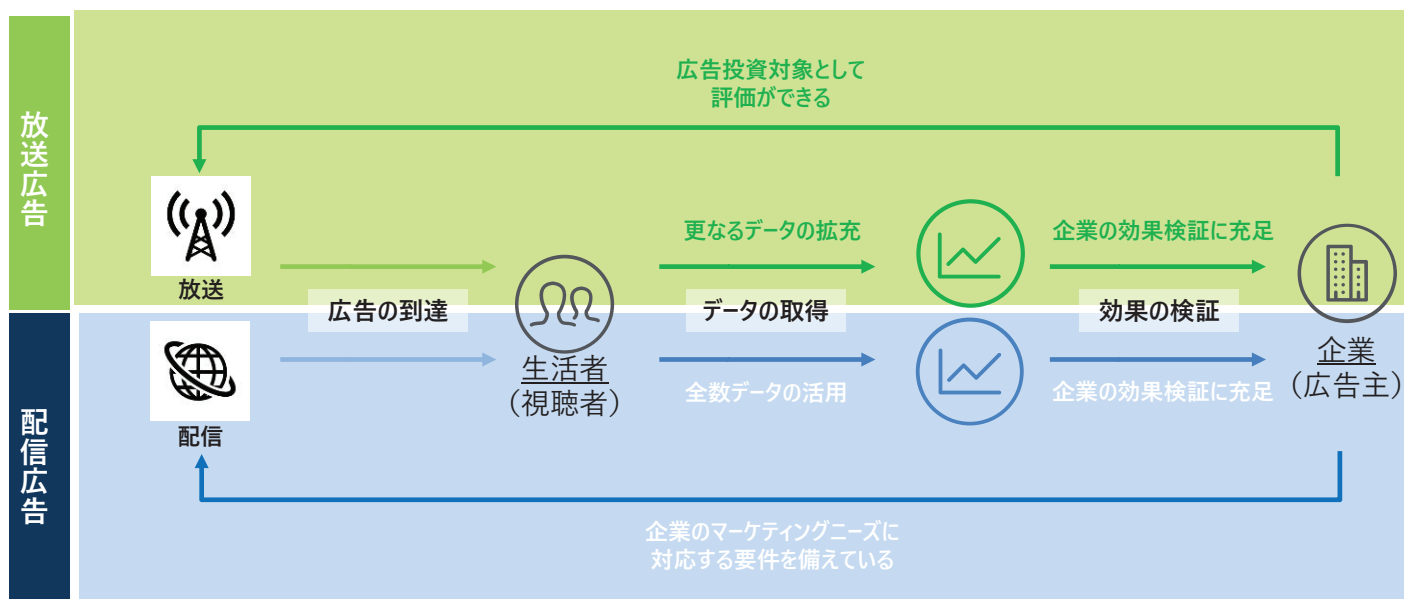 放送広告
広告投資対象として
評価ができる
放送
更なるデータの拡充
企業の効果検証に充足
広告の到達
データの取得
効果の検証
生活者
（視聴者）
企業
（広告主）
配信広告
配信
全数データの活用
企業の効果検証に充足
企業のマーケティングニーズに
対応する要件を備えている